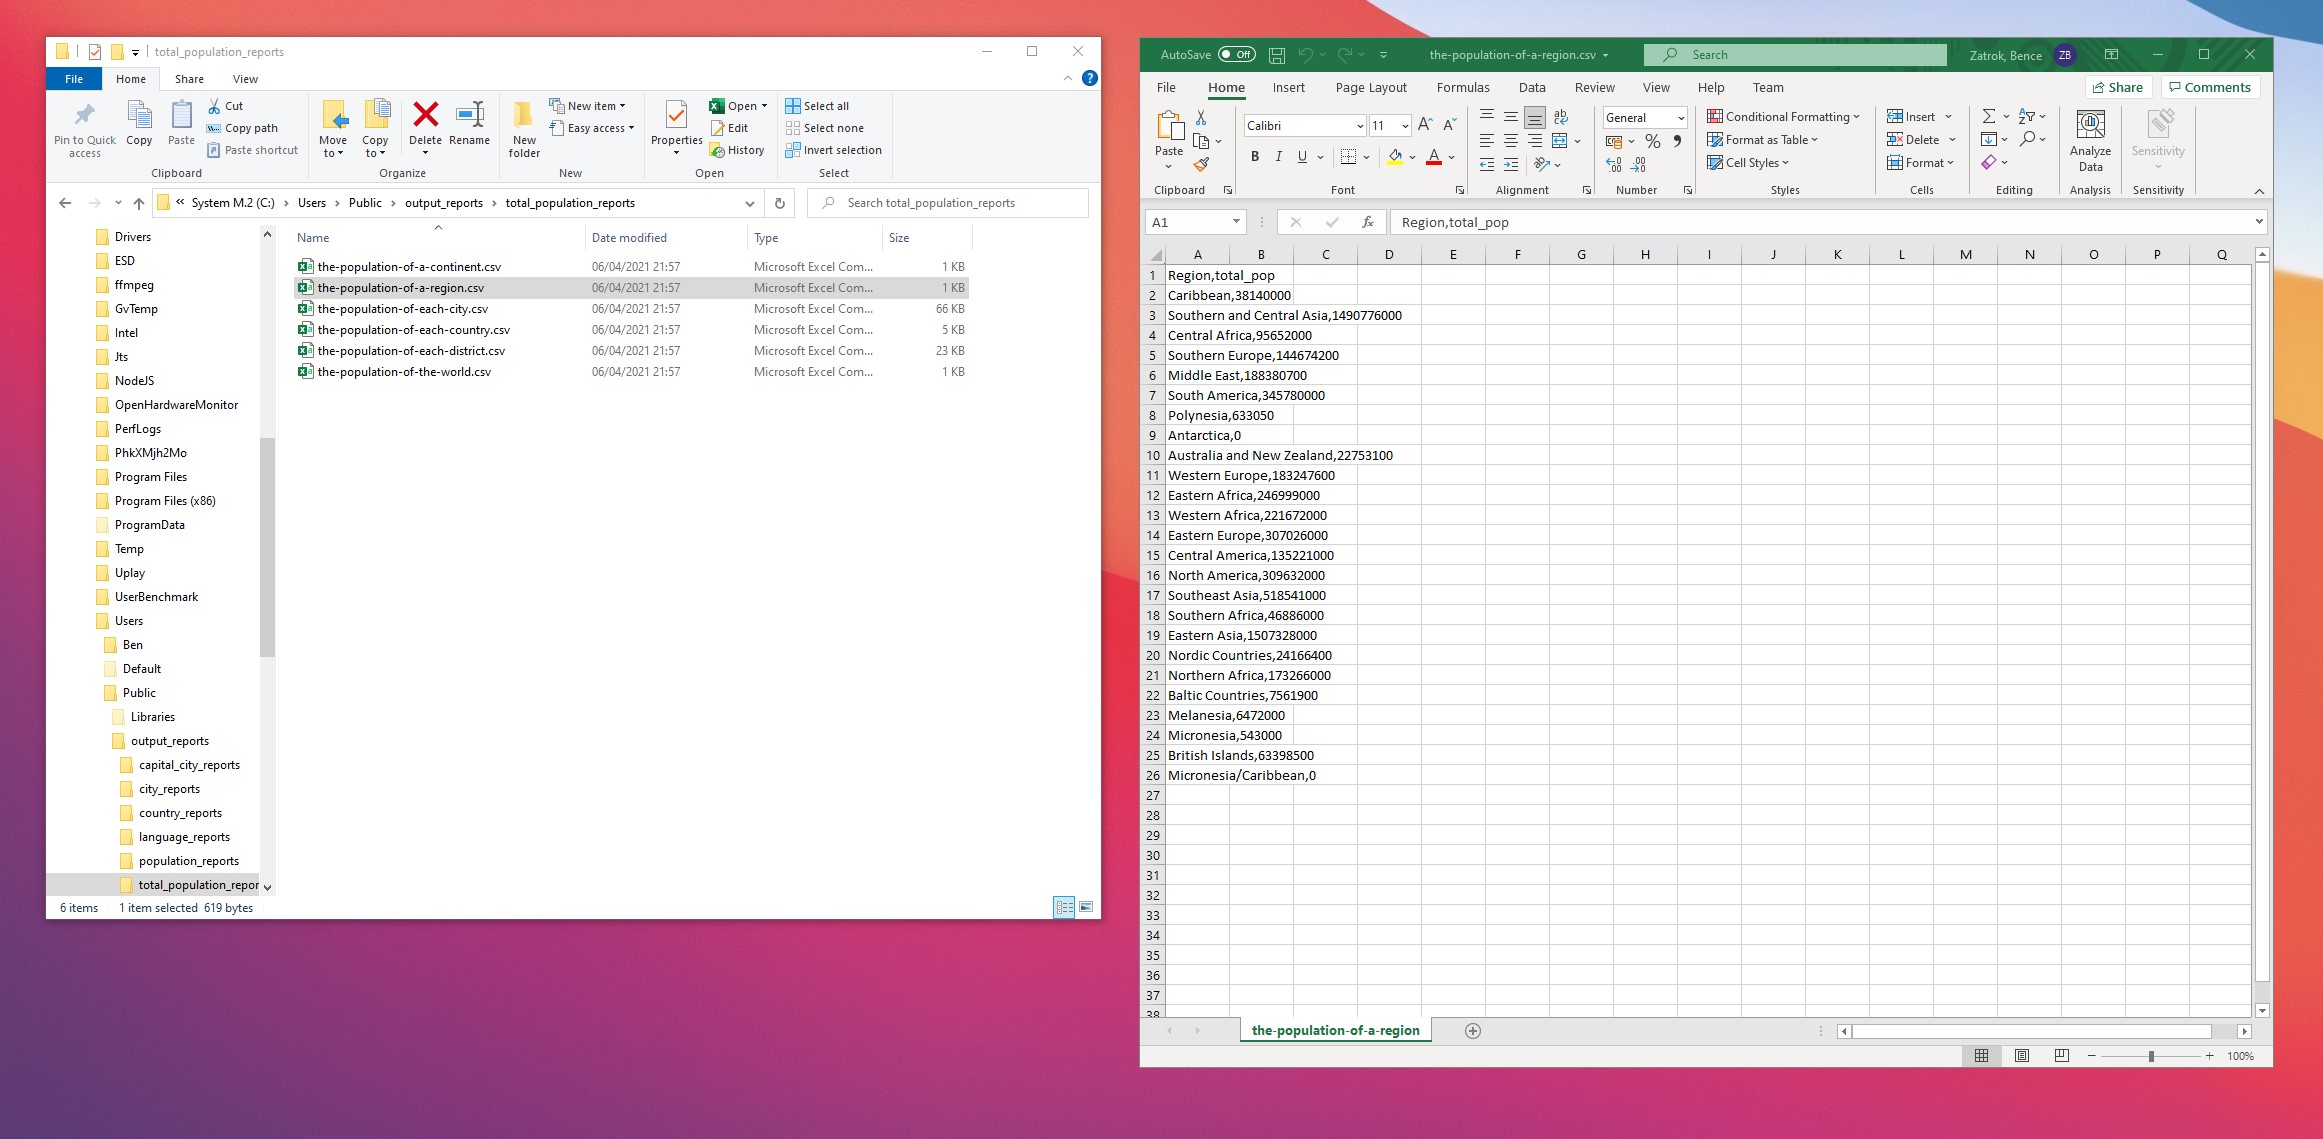 total_population_reports
File Home Share View
Pin to Quick access
Copy
Paste
Cut
Copy path
Paste shortcut
Clipboard
Move to
Copy to
Delete
Rename
Organize
New folder
New item
Easy access
New
Properties
Open
Edit
History
Open
Select all
Select none
Invert selection
Select
« System M.2 (C:) › Users › Public › output_reports › total_population_reports
Search total_population_reports
Drivers
ESD
ffmpeg
GvTemp
Intel
Jts
NodeJS
OpenHardwareMonitor
PerfLogs
PhkXMjh2Mo
Program Files
Program Files (x86)
ProgramData
Temp
Uplay
UserBenchmark
Users
Ben
Default
Public
Libraries
output_reports
capital_city_reports
city_reports
country_reports
language_reports
population_reports
total_population_repor
Name Date modified Type Size
the-population-of-a-continent.csv 06/04/2021 21:57 Microsoft Excel Com... 1 KB
the-population-of-a-region.csv 06/04/2021 21:57 Microsoft Excel Com... 1 KB
the-population-of-each-city.csv 06/04/2021 21:57 Microsoft Excel Com... 66 KB
the-population-of-each-country.csv 06/04/2021 21:57 Microsoft Excel Com... 5 KB
the-population-of-each-district.csv 06/04/2021 21:57 Microsoft Excel Com... 23 KB
the-population-of-the-world.csv 06/04/2021 21:57 Microsoft Excel Com... 1 KB
6 items 1 item selected 619 bytes
AutoSave Off the-population-of-a-region.csv Search Zatrok, Bence ZB
File Home Insert Page Layout Formulas Data Review View Help Team Share Comments
Paste
Clipboard
Calibri 11
B I U
Font
Alignment
General
Number
Conditional Formatting
Format as Table
Cell Styles
Styles
Insert
Delete
Format
Cells
Editing
Analyze Data
Analysis
Sensitivity
Sensitivity
A1 fx Region,total_pop
A B C D E F G H I J K L M N O P Q
1 Region,total_pop
2 Caribbean,38140000
3 Southern and Central Asia,1490776000
4 Central Africa,95652000
5 Southern Europe,144674200
6 Middle East,188380700
7 South America,345780000
8 Polynesia,633050
9 Antarctica,0
10 Australia and New Zealand,22753100
11 Western Europe,183247600
12 Eastern Africa,246999000
13 Western Africa,221672000
14 Eastern Europe,307026000
15 Central America,135221000
16 North America,309632000
17 Southeast Asia,518541000
18 Southern Africa,46886000
19 Eastern Asia,1507328000
20 Nordic Countries,24166400
21 Northern Africa,173266000
22 Baltic Countries,7561900
23 Melanesia,6472000
24 Micronesia,543000
25 British Islands,63398500
26 Micronesia/Caribbean,0
27
28
29
30
31
32
33
34
35
36
37
38
the-population-of-a-region
100%